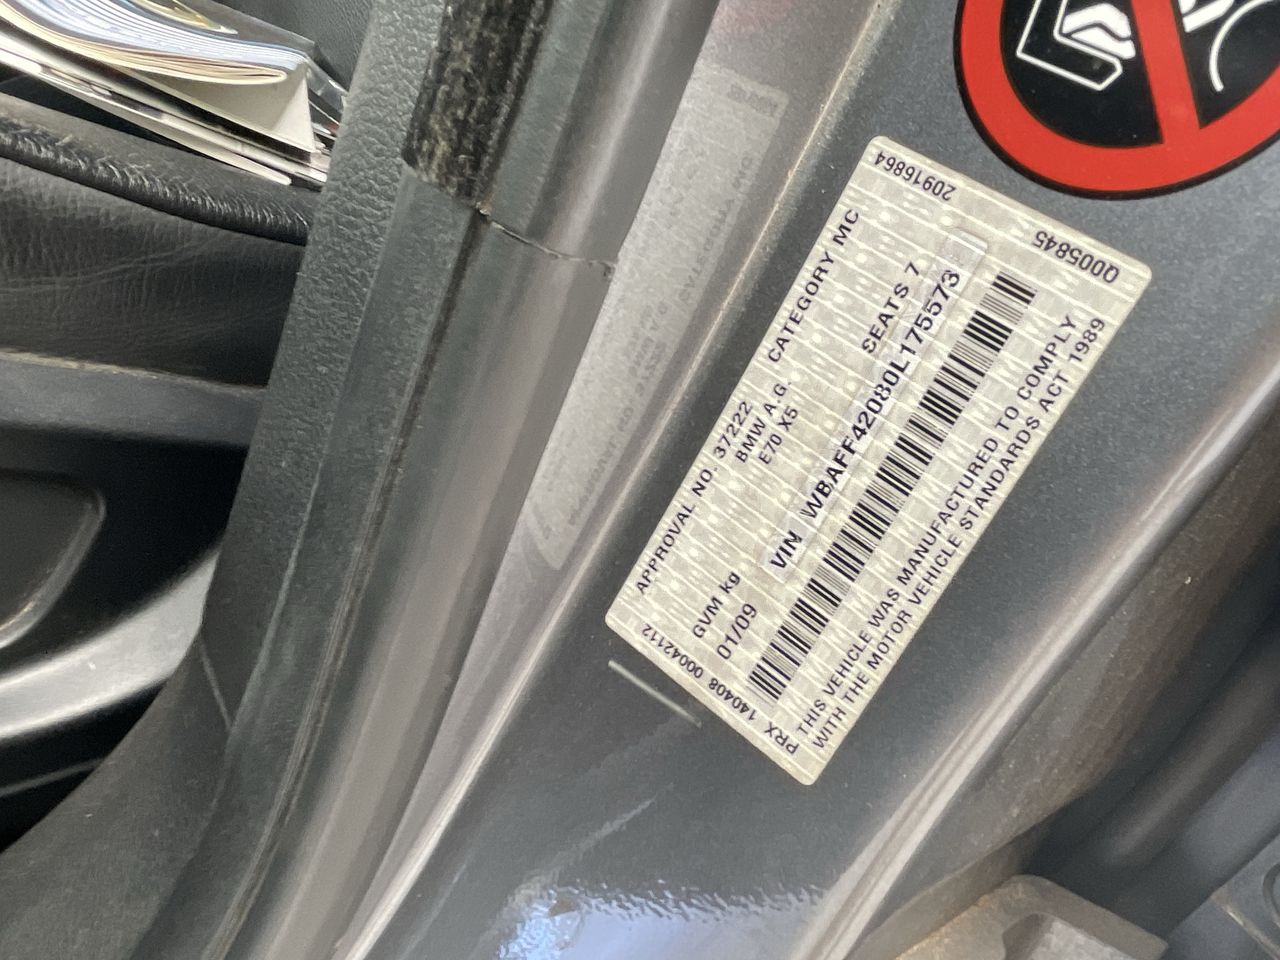 20916864
Q005845
APPROVAL NO. 37222 CATEGORY MC
BMW A.G.
E70 X5 SEATS 7
GVM kg
01/09
VIN WBAFF42080L175573
THIS VEHICLE WAS MANUFACTURED TO COMPLY
WITH THE MOTOR VEHICLE STANDARDS ACT 1989
PRX 140408 00042112